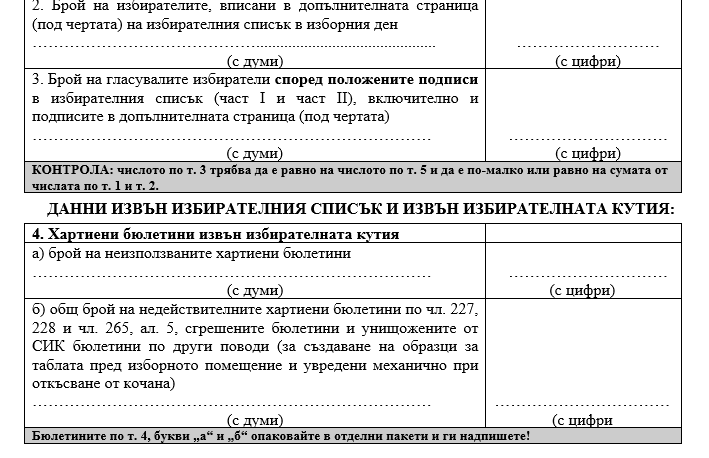 2. Брой на избирателите, вписани в допълнителната страница
(под чертата) на избирателния списък в изборния ден
(с думи) (с цифри)
3. Брой на гласувалите избиратели според положените подписи
в избирателния списък (част I и част II), включително и
подписите в допълнителната страница (под чертата)
(с думи) (с цифри)
КОНТРОЛА: числото по т. 3 трябва да е равно на числото по т. 5 и да е по-малко или равно на сумата от
числата по т. 1 и т. 2.
ДАННИ ИЗВЪН ИЗБИРАТЕЛНИЯ СПИСЪК И ИЗВЪН ИЗБИРАТЕЛНАТА КУТИЯ:
4. Хартиени бюлетини извън избирателната кутия
а) брой на неизползваните хартиени бюлетини
(с думи) (с цифри)
б) общ брой на недействителните хартиени бюлетини по чл. 227,
228 и чл. 265, ал. 5, сгрешените бюлетини и унищожените от
СИК бюлетини по други поводи (за създаване на образци за
таблата пред изборното помещение и увредени механично при
откъсване от кочана)
(с думи) (с цифри
Бюлетините по т. 4, букви „а“ и „б“ опаковайте в отделни пакети и ги надпишете!